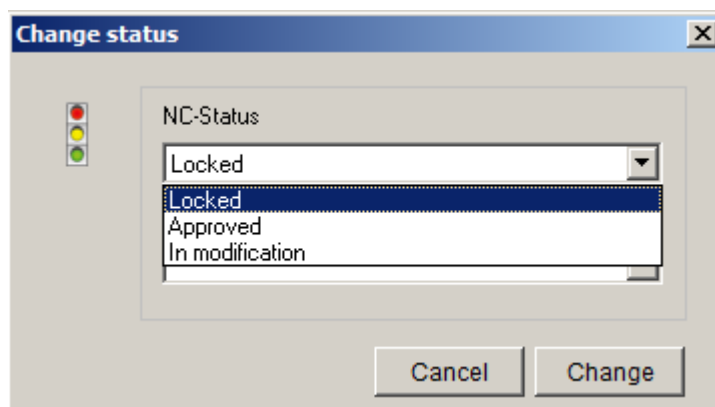 Change status
NC-Status
Locked
Locked
Approved
In modification
Cancel
Change